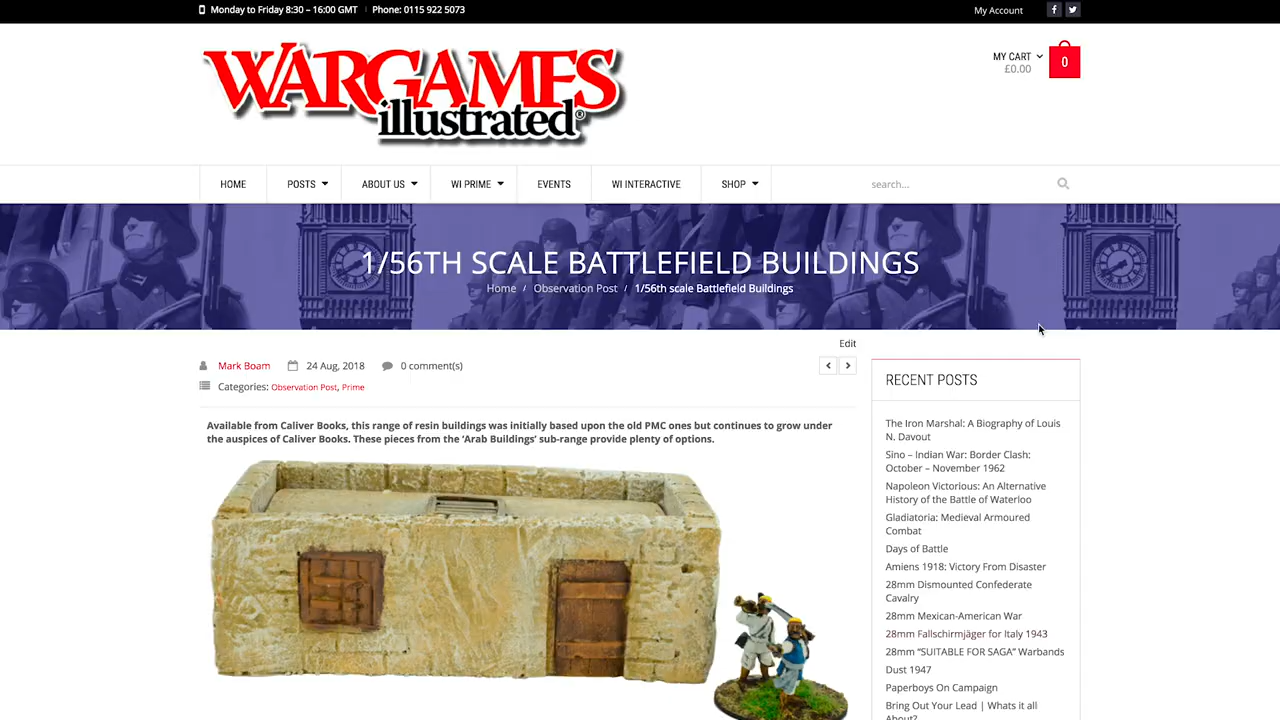 Monday to Friday 8:30 – 16:00 GMT
Phone: 0115 922 5073
My Account
WARGAMES
illustrated®
MY CART
£0.00
0
HOME
POSTS
ABOUT US
WI PRIME
EVENTS
WI INTERACTIVE
SHOP
search...
1/56TH SCALE BATTLEFIELD BUILDINGS
Home / Observation Post / 1/56th scale Battlefield Buildings
Edit
Mark Boam
24 Aug, 2018
0 comment(s)
Categories: Observation Post, Prime
Available from Caliver Books, this range of resin buildings was initially based upon the old PMC ones but continues to grow under
the auspices of Caliver Books. These pieces from the ‘Arab Buildings’ sub-range provide plenty of options.
RECENT POSTS
The Iron Marshal: A Biography of Louis
N. Davout
Sino – Indian War: Border Clash:
October – November 1962
Napoleon Victorious: An Alternative
History of the Battle of Waterloo
Gladiatoria: Medieval Armoured
Combat
Days of Battle
Amiens 1918: Victory From Disaster
28mm Dismounted Confederate
Cavalry
28mm Mexican-American War
28mm Fallschirmjäger for Italy 1943
28mm “SUITABLE FOR SAGA” Warbands
Dust 1947
Paperboys On Campaign
Bring Out Your Lead | Whats it all
About?